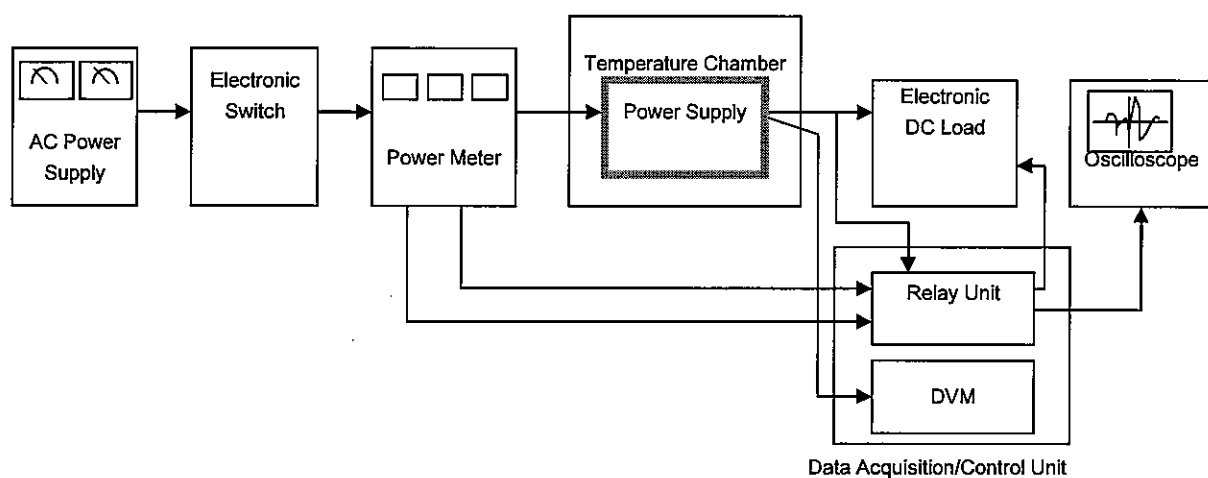 AC Power
Supply
Electronic
Switch
Power Meter
Temperature Chamber
Power Supply
Electronic
DC Load
Oscilloscope
Relay Unit
DVM
Data Acquisition/Control Unit